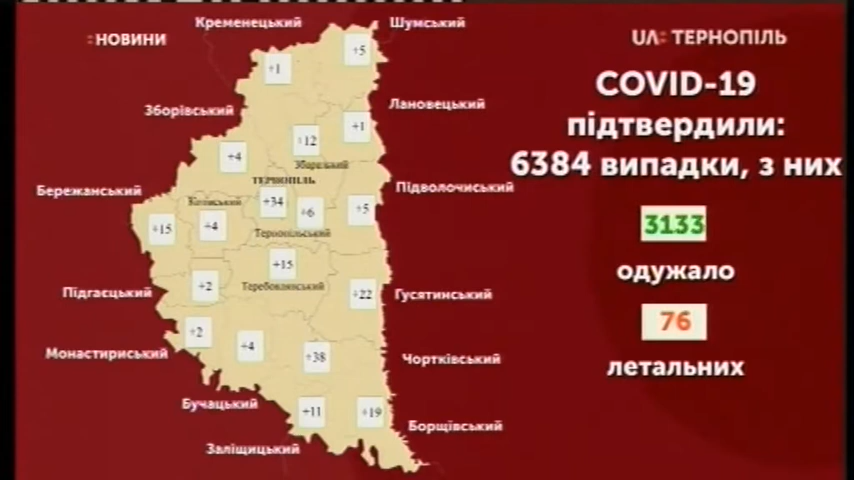 Кременецький
Шумський
:НОВИНИ
UA: ТЕРНОПІЛЬ
+5
+1
COVID-19
Зборівський
Лановецький
підтвердили:
+1
+12
+4
Збаразький
6384 випадки, з них
ТЕРНОПІЛЬ
Бережанський
Підволочиський
Козівський
+34
+6
+5
3133
+15
+4
Тернопільський
+15
одужало
+2
Теребовлянський
Підгаєцький
+22
Гусятинський
76
+2
+4
Монастириський
+38
Чортківський
летальних
Бучацький
+11
+19
Борщівський
Заліщицький